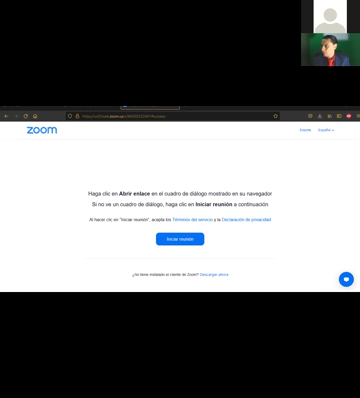 zoom
Soporte Español
Haga clic en Abrir enlace en el cuadro de diálogo mostrado en su navegador
Si no ve un cuadro de diálogo, haga clic en Iniciar reunión a continuación
Al hacer clic en "Iniciar reunión", acepta los Términos del servicio y la Declaración de privacidad
Iniciar reunión
¿No tiene instalado el cliente de Zoom? Descargar ahora